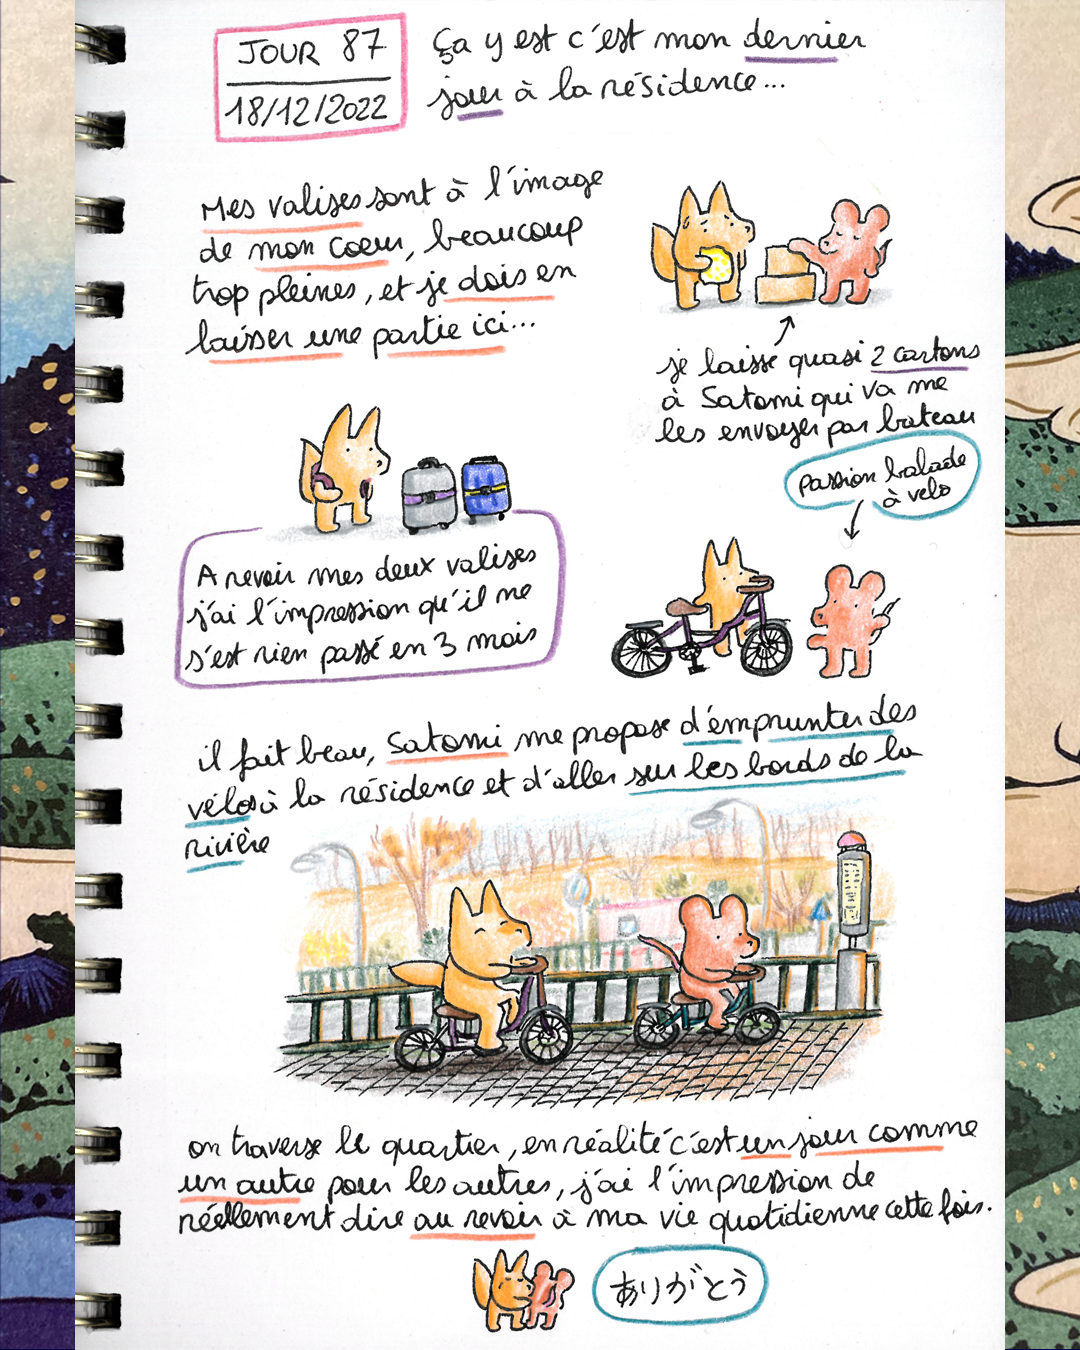 JOUR 87
18/12/2022
Ça y est c'est mon dernier
jour à la résidence...
Mes valises sont à l'image
de mon coeur, beaucoup
trop pleines, et je dois en
laisser une partie ici...
je laisse quasi 2 cartons
à Satomi qui va me
les envoyer par bateau
passion balade
à velo
A revoir mes deux valises
j'ai l'impression qu'il ne
s'est rien passé en 3 mois
il fait beau, Satomi me propose d'émprunter des
vélos à la résidence et d'aller sur les bords de la
rivière
on traverse le quartier, en réalité c'est un jour comme
un autre pour les autres, j'ai l'impression de
réellement dire au revoir à ma vie quotidienne cette fois.
ありがとう